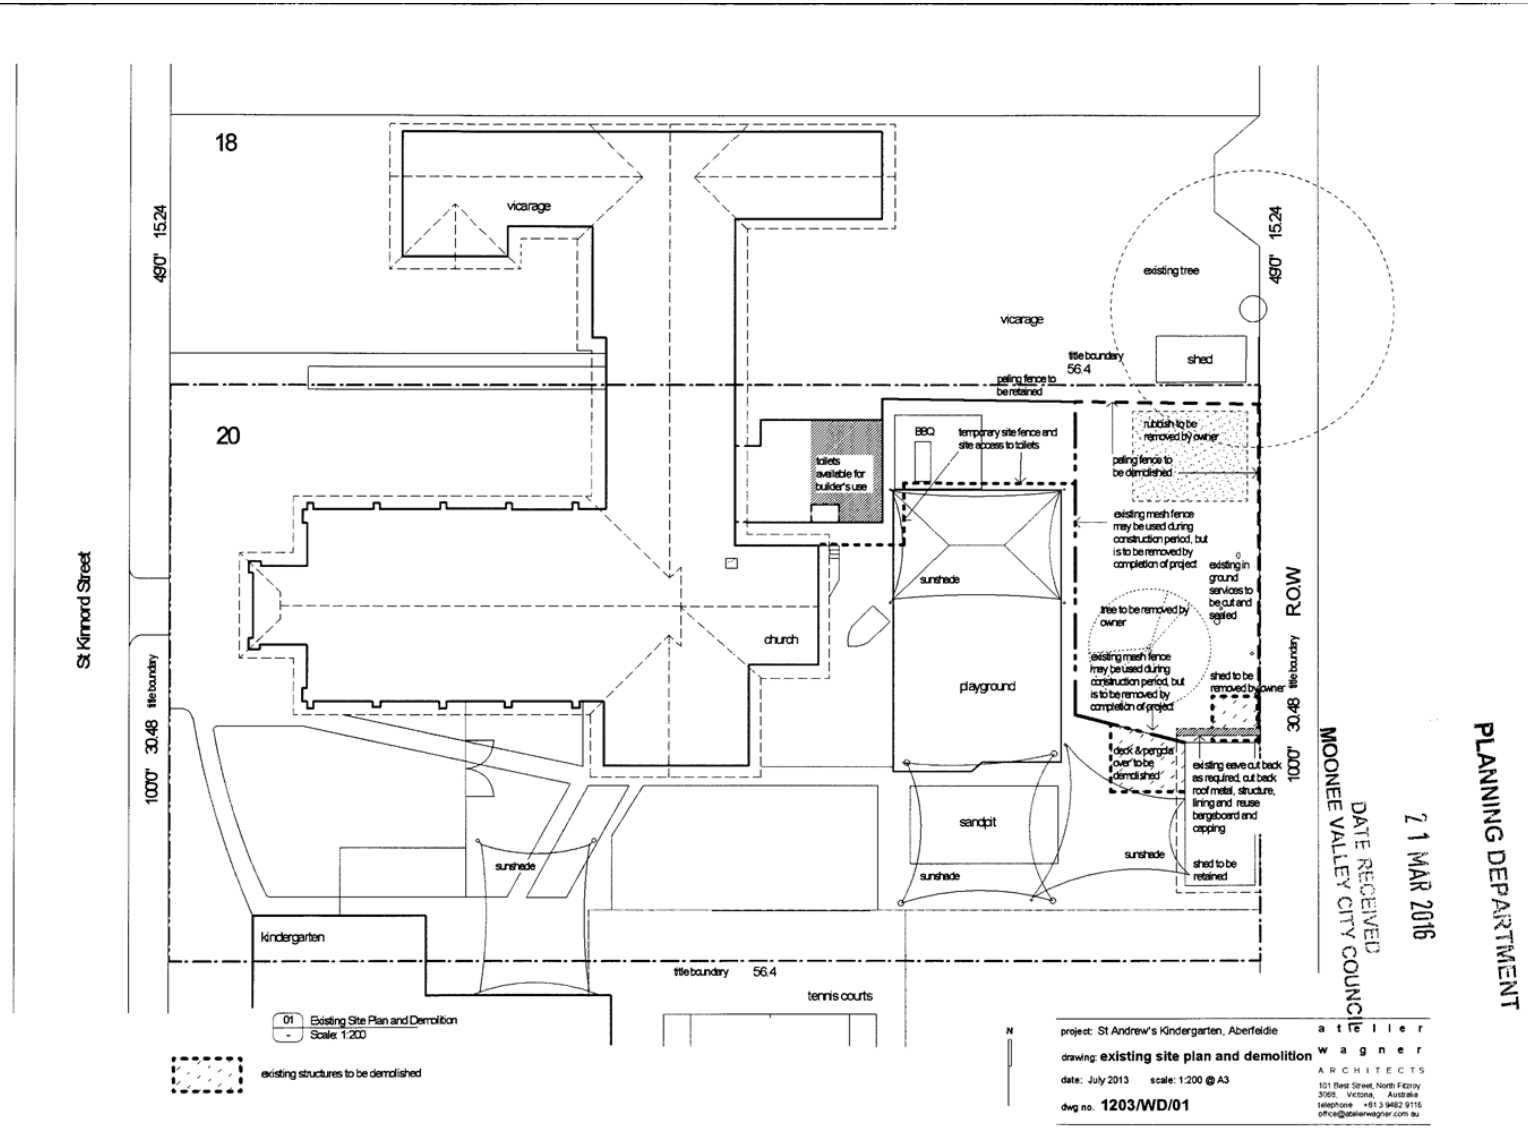 18
vicarage
49'0" 15.24
49'0" 15.24
existing tree
vicarage
shed
title boundary
56.4
paling fence to
be retained
20
BBQ
temporary site fence and
site access to toilets
rubbish to be
removed by owner
toilets
available for
builder's use
paling fence to
be demolished
existing mesh fence
may be used during
construction period, but
is to be removed by
completion of project
existing in
ground
services to
be cut and
sealed
sunshade
St Kinnord Street
R.O.W
tree to be removed by
owner
church
existing mesh fence
may be used during
construction period, but
is to be removed by
completion of project
playground
shed to be
removed by owner
100'0" 30.48 title boundary
100'0" 30.48 title boundary
deck & pergola
over to be
demolished
existing eave cut back
as required, cut back
roof metal, structure,
lining and reuse
bargeboard and
capping
sandpit
sunshade
sunshade
sunshade
shed to be
retained
kindergarten
title boundary 56.4
tennis courts
PLANNING DEPARTMENT
21 MAR 2016
DATE RECEIVED
MOONEE VALLEY CITY COUNCIL
01 Existing Site Plan and Demolition
- Scale: 1:200
existing structures to be demolished
N
project: St Andrew's Kindergarten, Aberfeldie
drawing: existing site plan and demolition
date: July 2013 scale: 1:200 @ A3
dwg no. 1203/WD/01
atelier
wagner
ARCHITECTS
101 Best Street, North Fitzroy
3068, Victoria, Australia
telephone +61 3 9482 9116
office@atelierwagner.com.au